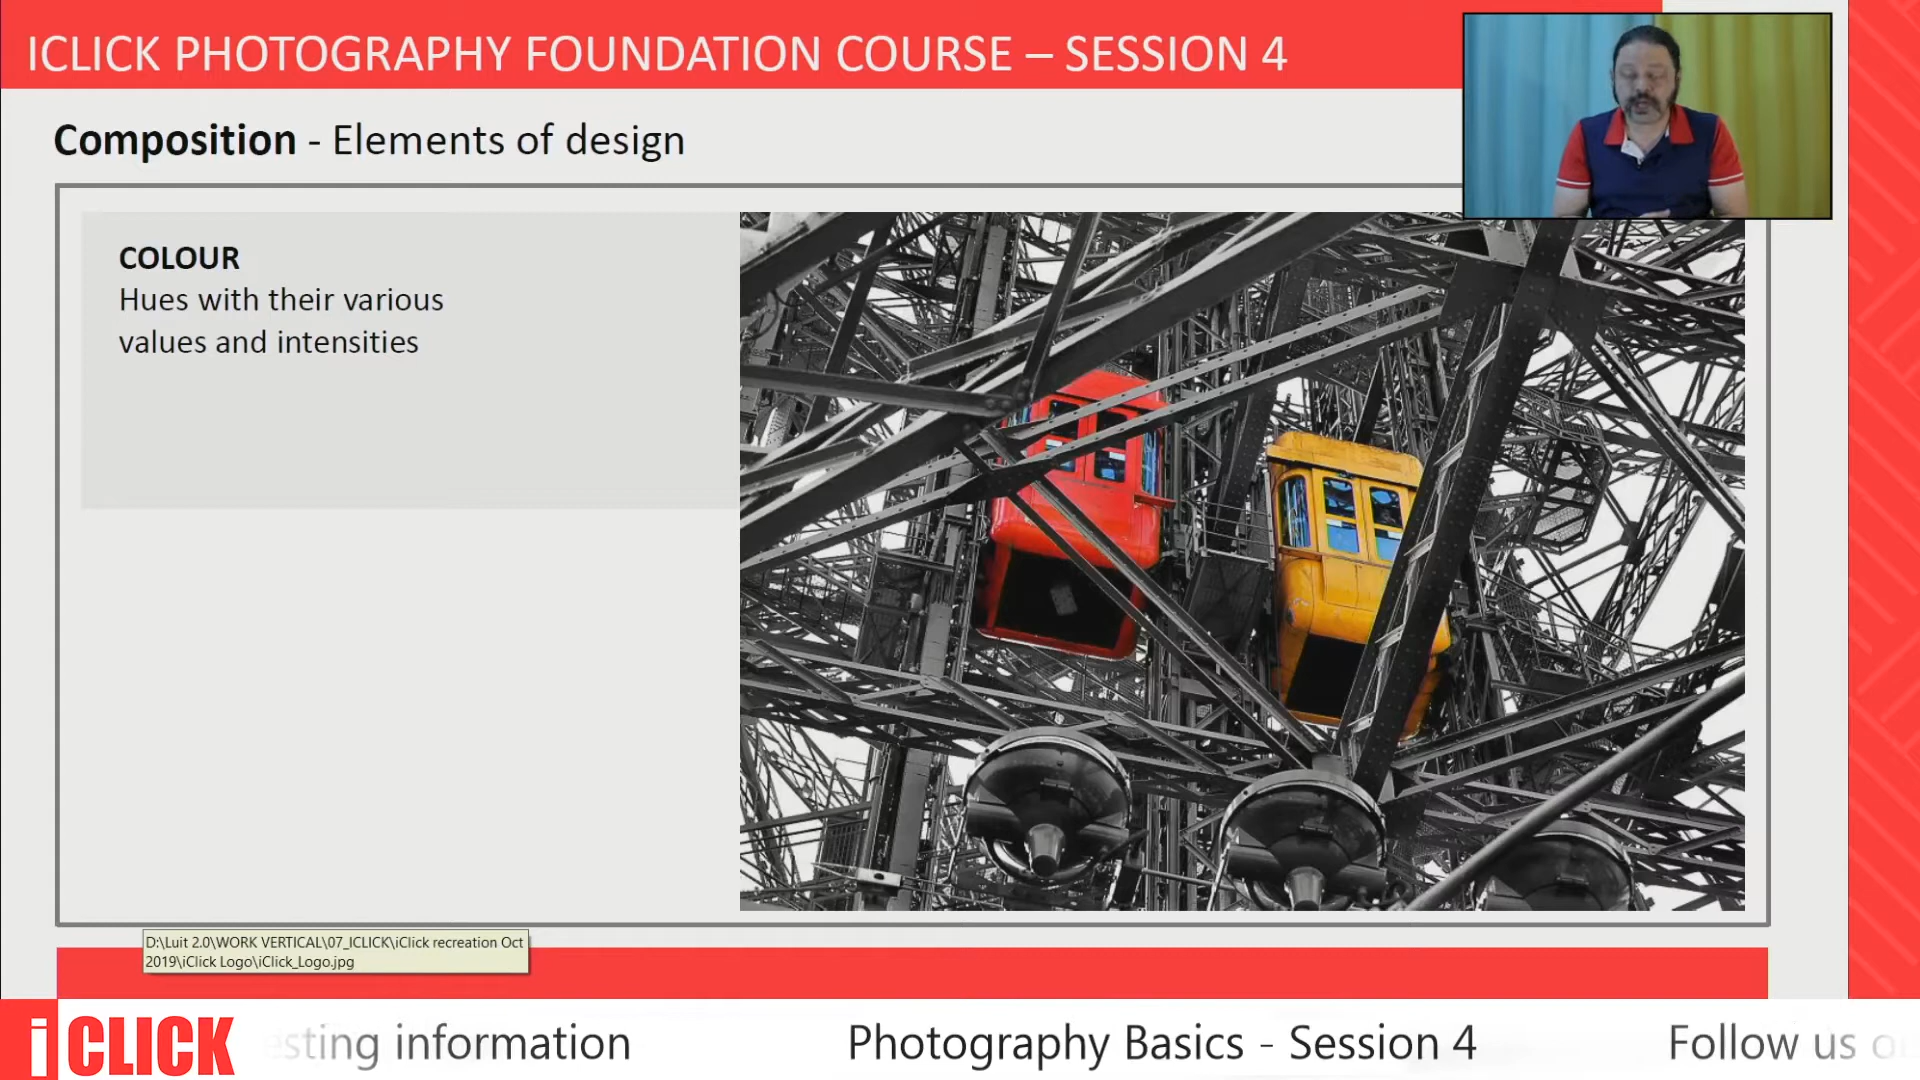 ICLICK PHOTOGRAPHY FOUNDATION COURSE – SESSION 4
Composition - Elements of design
COLOUR
Hues with their various
values and intensities
D:\Luit 2.0\WORK VERTICAL\07_ICLICK\iClick recreation Oct
2019\iClick Logo\iClick_Logo.jpg
iCLICK
esting information Photography Basics - Session 4 Follow us o